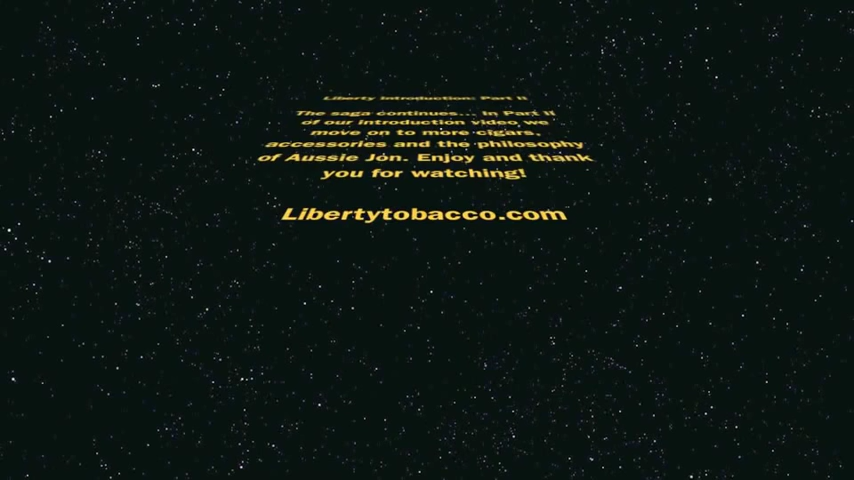 Liberty Introduction: Part II
The saga continues... In Part II
of our introduction video we
move on to more cigars,
accessories and the philosophy
of Aussie Jon. Enjoy and thank
you for watching!
Libertytobacco.com